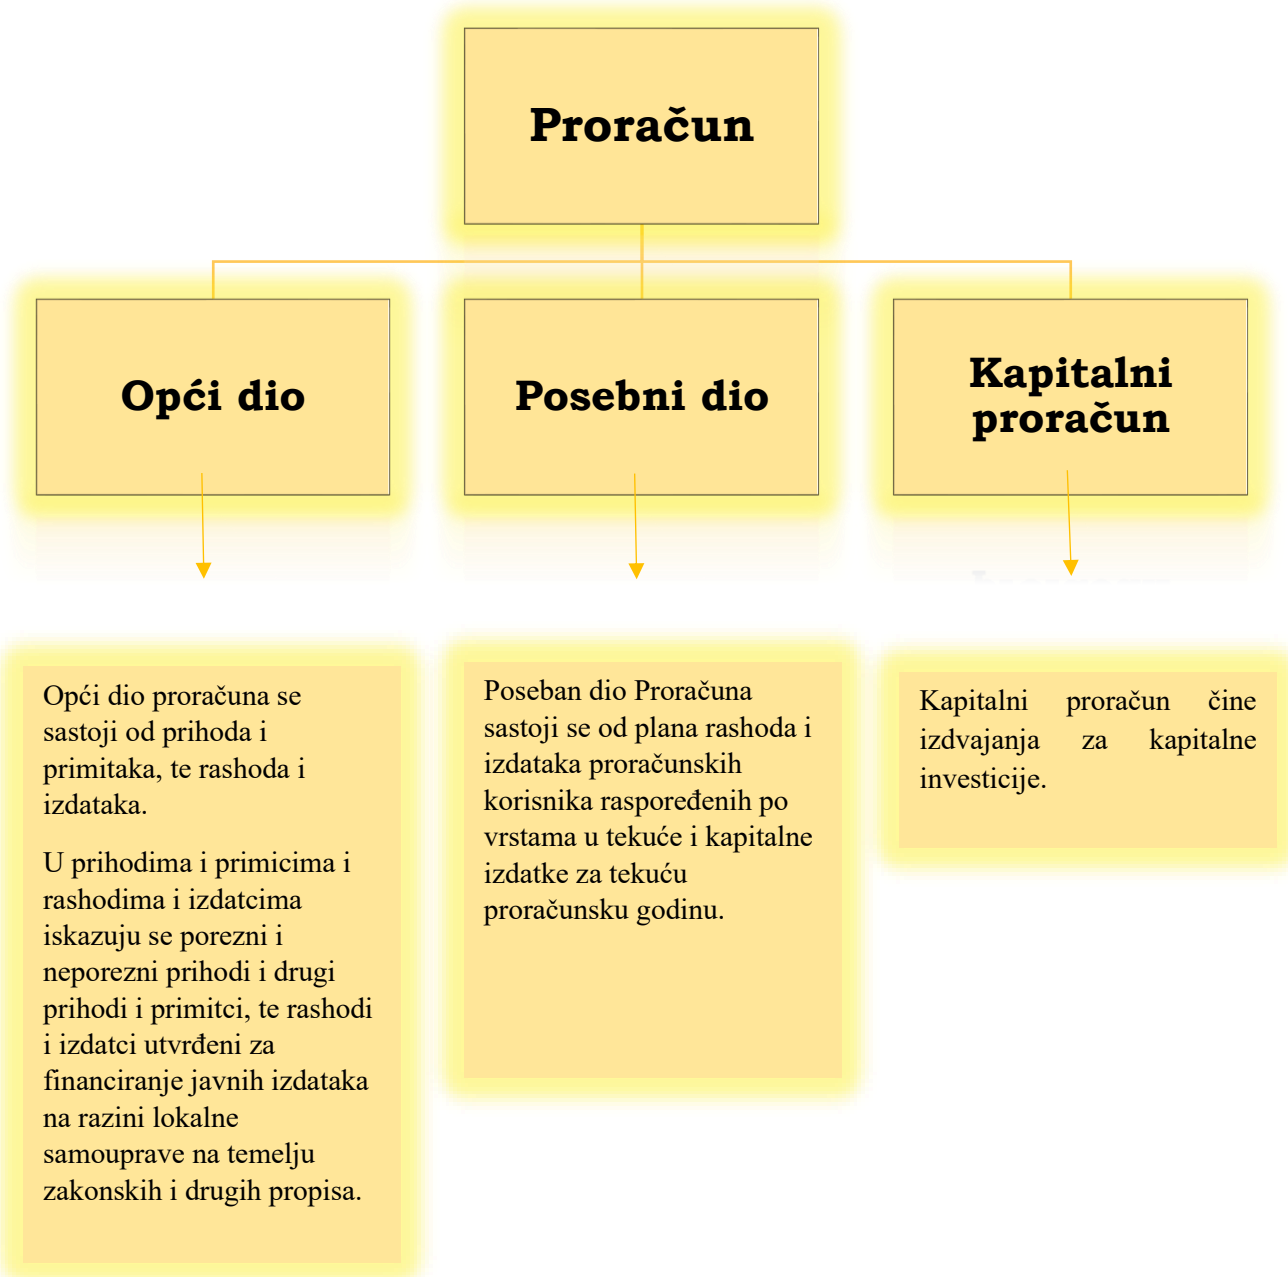 Proračun
Opći dio
Posebni dio
Kapitalni
proračun
Opći dio proračuna se
sastoji od prihoda i
primitaka, te rashoda i
izdataka.
U prihodima i primicima i
rashodima i izdatcima
iskazuju se porezni i
neporezni prihodi i drugi
prihodi i primitci, te rashodi
i izdatci utvrđeni za
financiranje javnih izdataka
na razini lokalne
samouprave na temelju
zakonskih i drugih propisa.
Poseban dio Proračuna
sastoji se od plana rashoda i
izdataka proračunskih
korisnika raspoređenih po
vrstama u tekuće i kapitalne
izdatke za tekuću
proračunsku godinu.
Kapitalni proračun čine
izdvajanja za kapitalne
investicije.